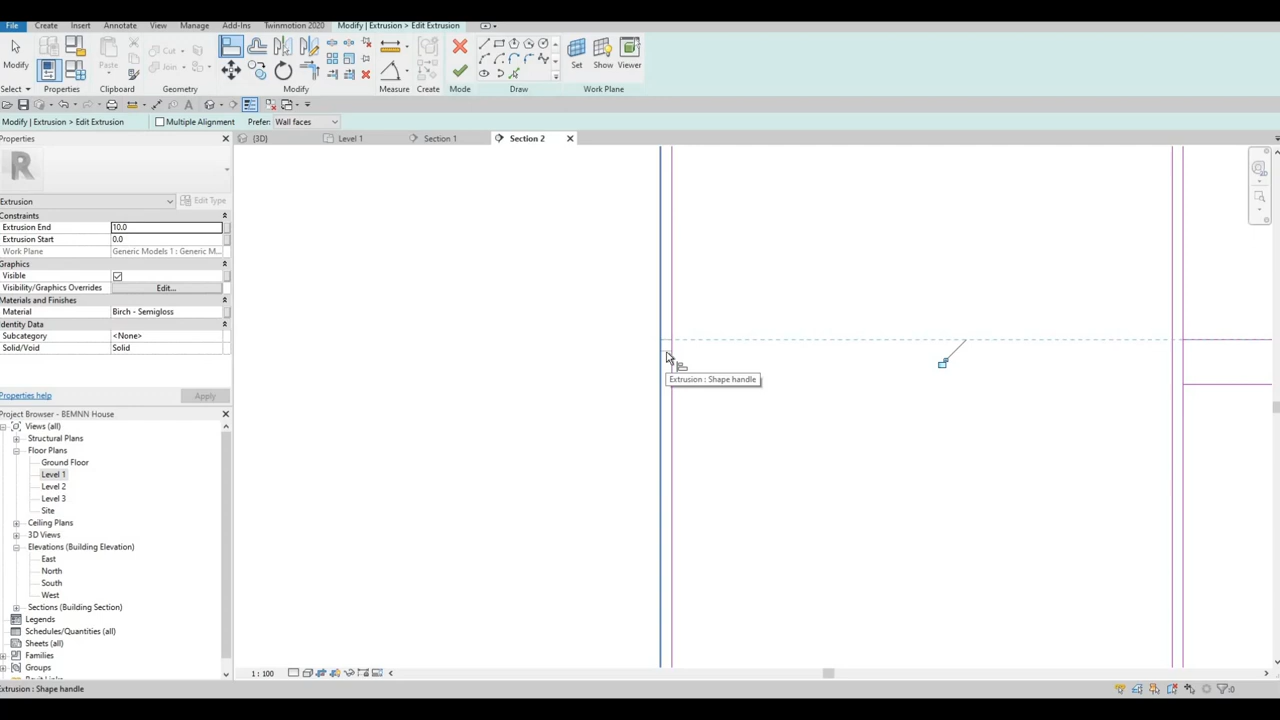 File Create Insert Annotate View Manage Add-Ins Twinmotion 2020 Modify | Extrusion > Edit Extrusion
Modify
Paste
Cut
Join
Set Show Viewer
Select Properties Clipboard Geometry Modify Measure Create Mode Draw Work Plane
Modify | Extrusion > Edit Extrusion Multiple Alignment Prefer: Wall faces
Properties
{3D} Level 1 Section 1 Section 2
R
Extrusion Edit Type
Constraints
Extrusion End 10.0
Extrusion Start 0.0
Work Plane Generic Models 1 : Generic M...
Graphics
Visible
Visibility/Graphics Overrides Edit...
Materials and Finishes
Material Birch - Semigloss
Identity Data
Subcategory <None>
Solid/Void Solid
Extrusion : Shape handle
Properties help Apply
Project Browser - BEMNN House
Views (all)
Structural Plans
Floor Plans
Ground Floor
Level 1
Level 2
Level 3
Site
Ceiling Plans
3D Views
Elevations (Building Elevation)
East
North
South
West
Sections (Building Section)
Legends
Schedules/Quantities (all)
Sheets (all)
Families
Groups
1 : 100
Extrusion : Shape handle
:0